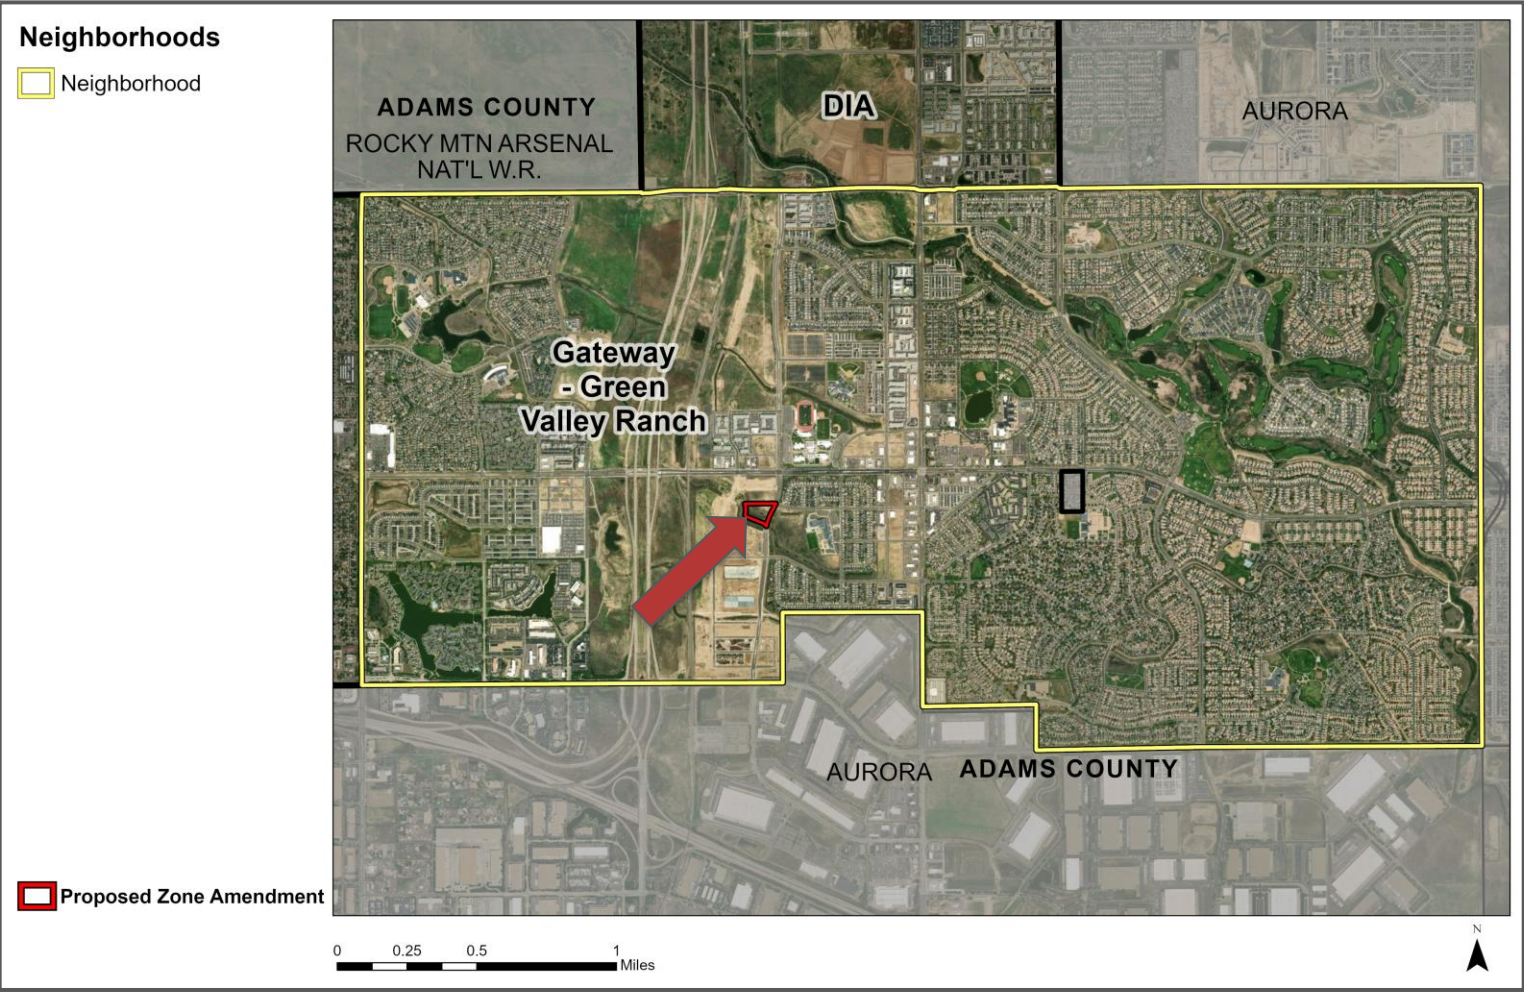 Neighborhoods
Neighborhood
ADAMS COUNTY
ROCKY MTN ARSENAL
NAT'L W.R.
DIA
AURORA
Gateway
- Green
Valley Ranch
AURORA
ADAMS COUNTY
Proposed Zone Amendment
0 0.25 0.5 1
Miles
N